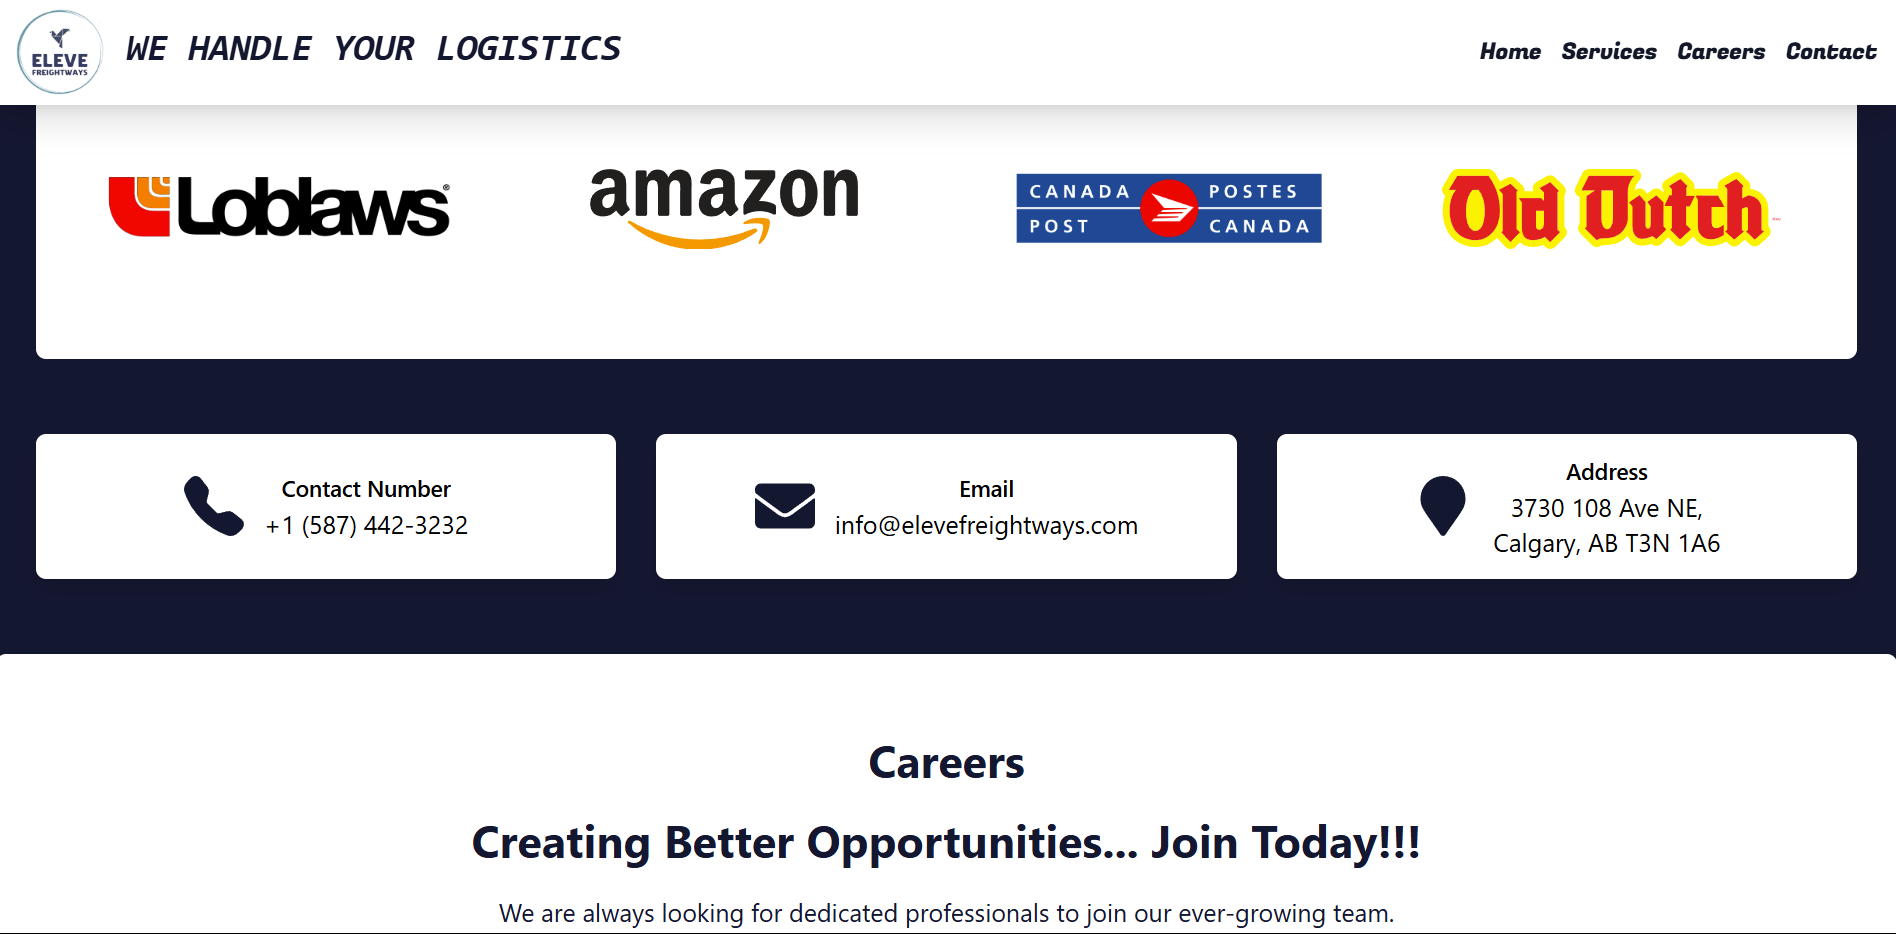 ELEVE
FREIGHTWAYS
WE HANDLE YOUR LOGISTICS
Home Services Careers Contact
Loblaws®
amazon
CANADA POSTES
POST CANADA
Old Dutch
Contact Number
+1 (587) 442-3232
Email
info@elevefreightways.com
Address
3730 108 Ave NE,
Calgary, AB T3N 1A6
Careers
Creating Better Opportunities... Join Today!!!
We are always looking for dedicated professionals to join our ever-growing team.